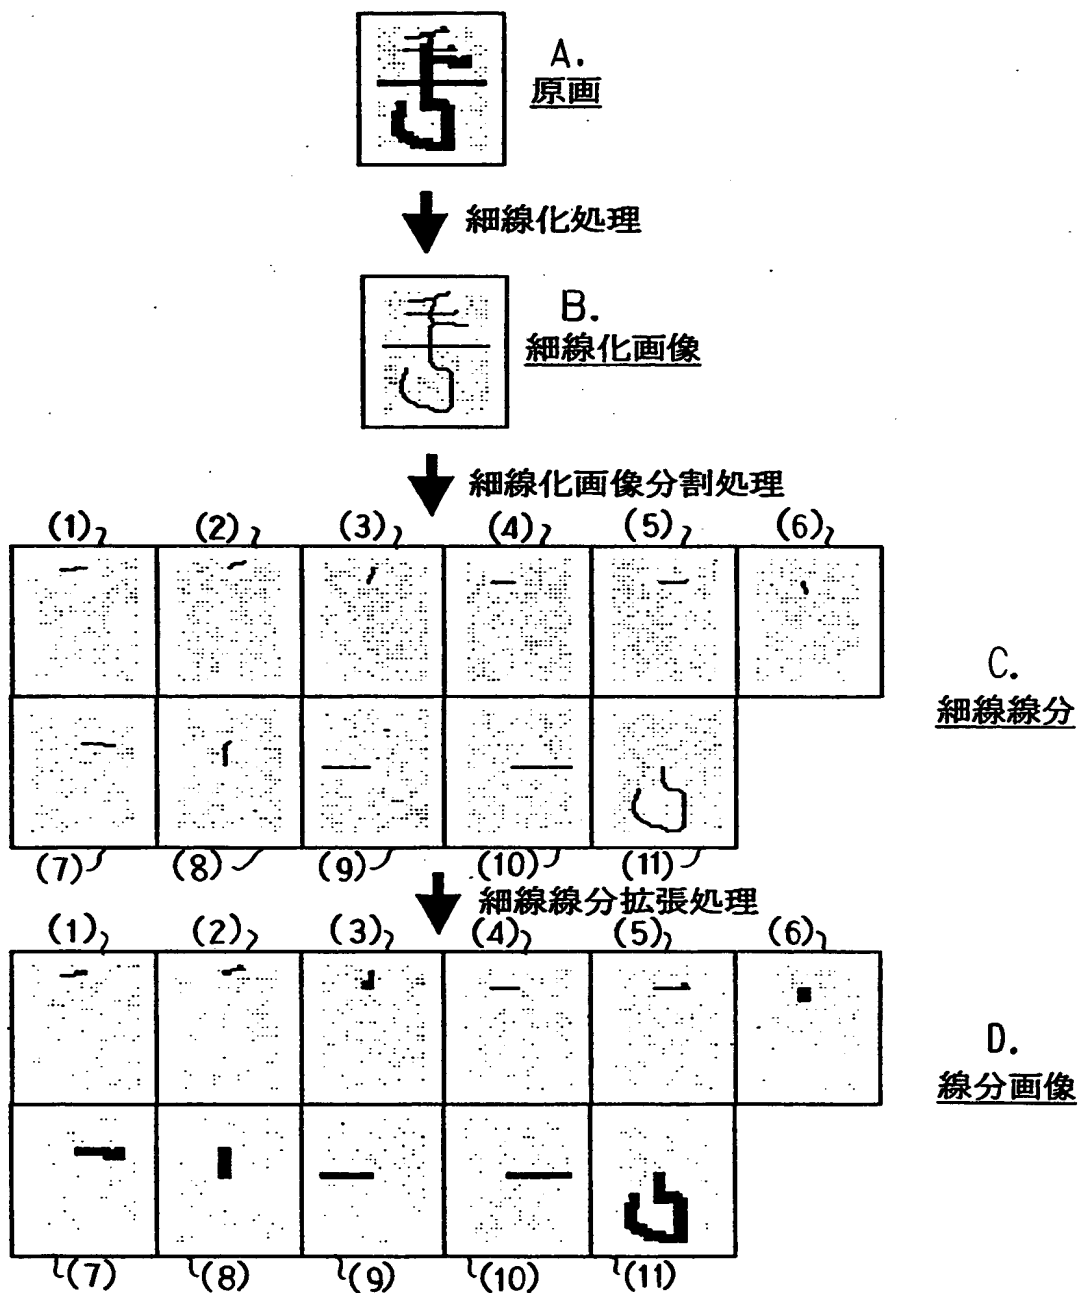 A.
原画
細線化処理
B.
細線化画像
細線化画像分割処理
(1) (2) (3) (4) (5) (6)
C.
細線線分
(7) (8) (9) (10) (11)
細線線分拡張処理
(1) (2) (3) (4) (5) (6)
D.
線分画像
(7) (8) (9) (10) (11)